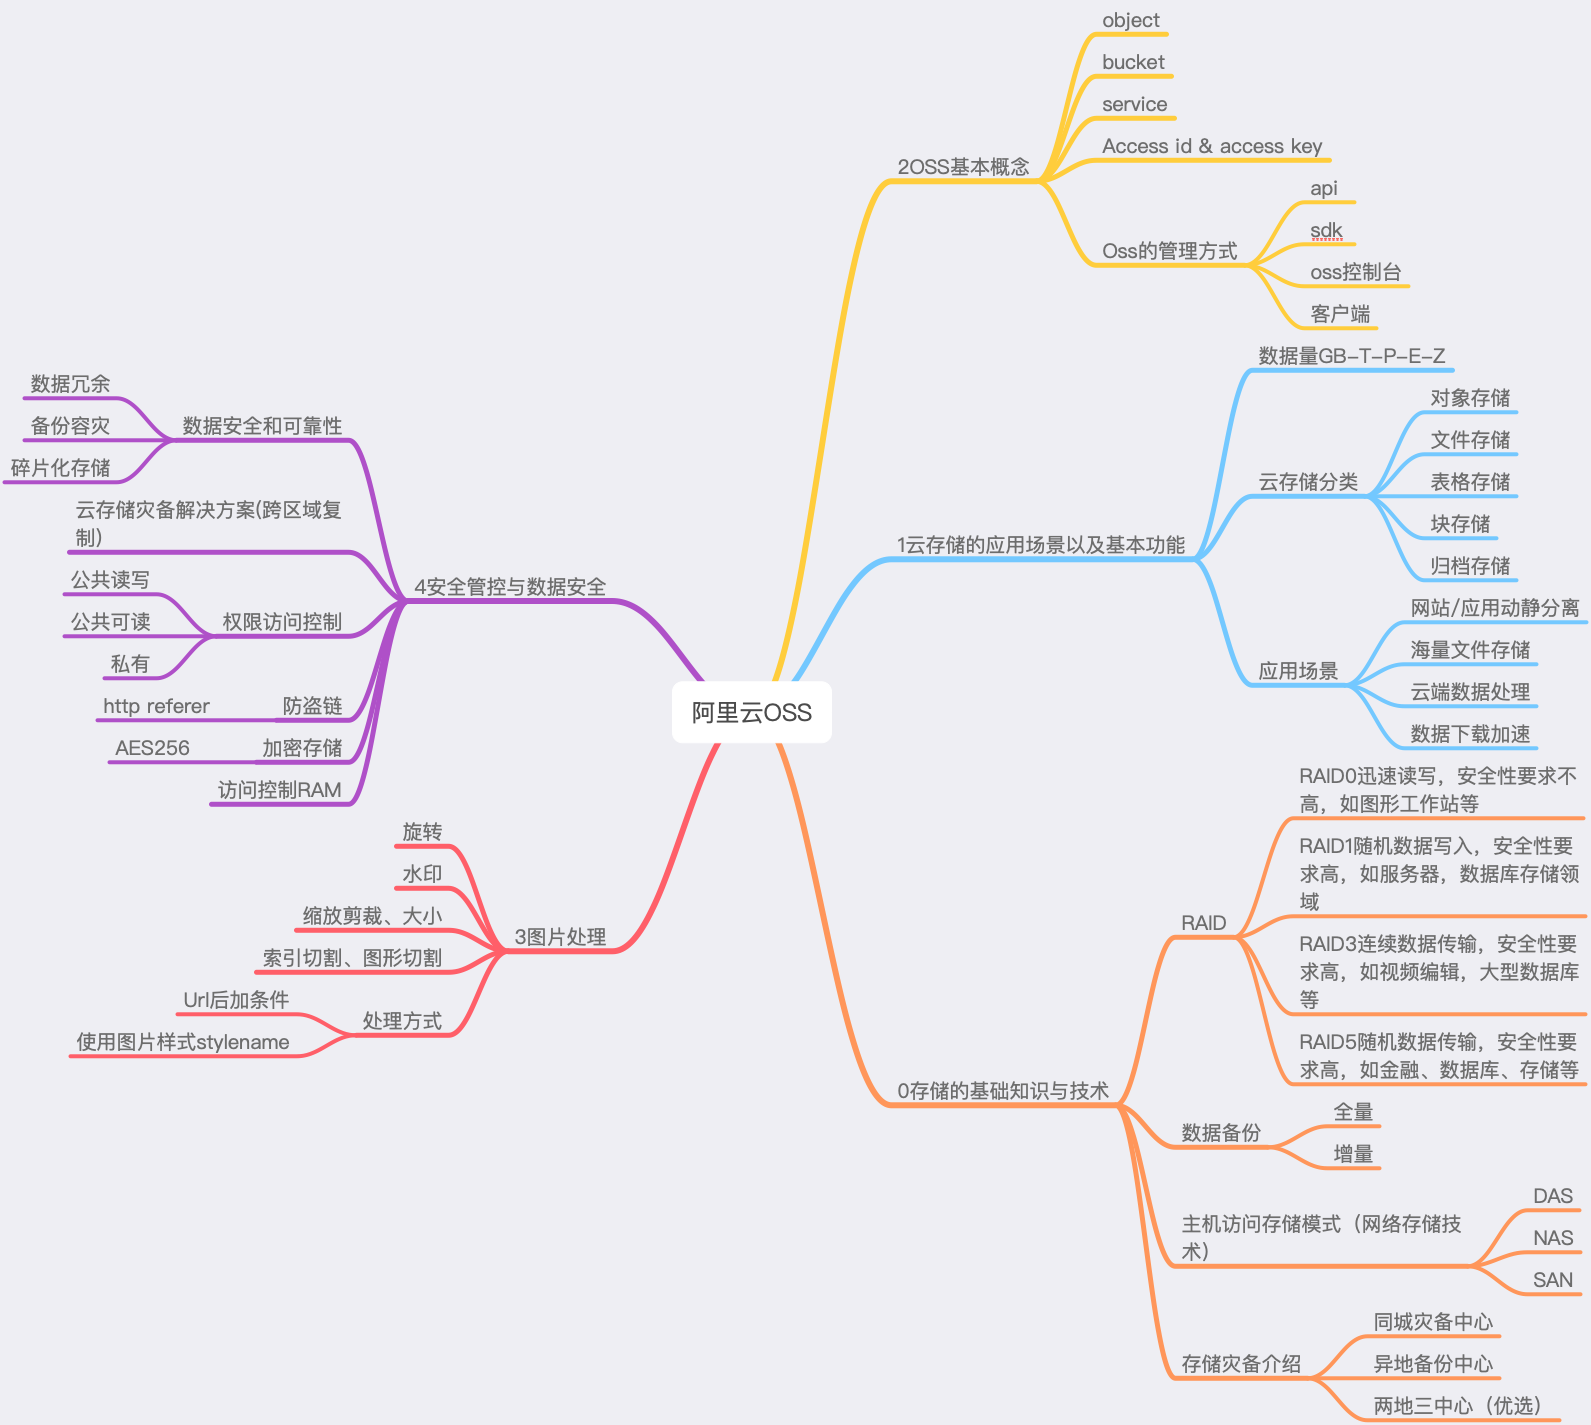 阿里云OSS
2OSS基本概念
object
bucket
service
Access id & access key
Oss的管理方式
api
sdk
oss控制台
客户端
1云存储的应用场景以及基本功能
数据量GB-T-P-E-Z
云存储分类
对象存储
文件存储
表格存储
块存储
归档存储
应用场景
网站/应用动静分离
海量文件存储
云端数据处理
数据下载加速
0存储的基础知识与技术
RAID
RAID0迅速读写，安全性要求不
高，如图形工作站等
RAID1随机数据写入，安全性要
求高，如服务器，数据库存储领
域
RAID3连续数据传输，安全性要
求高，如视频编辑，大型数据库
等
RAID5随机数据传输，安全性要
求高，如金融、数据库、存储等
数据备份
全量
增量
主机访问存储模式（网络存储技
术）
DAS
NAS
SAN
存储灾备介绍
同城灾备中心
异地备份中心
两地三中心（优选）
4安全管控与数据安全
数据安全和可靠性
数据冗余
备份容灾
碎片化存储
云存储灾备解决方案(跨区域复
制)
权限访问控制
公共读写
公共可读
私有
防盗链
http referer
加密存储
AES256
访问控制RAM
3图片处理
旋转
水印
缩放剪裁、大小
索引切割、图形切割
处理方式
Url后加条件
使用图片样式stylename